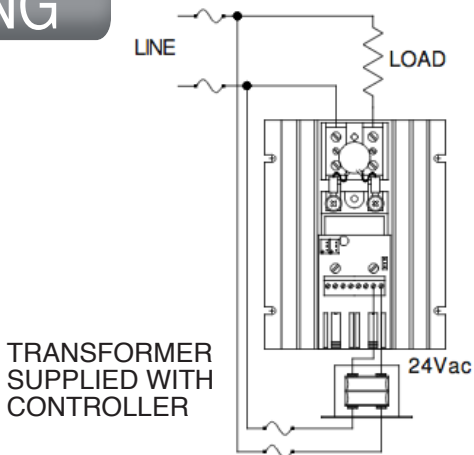 NG
LINE
LOAD
24Vac
TRANSFORMER
SUPPLIED WITH
CONTROLLER